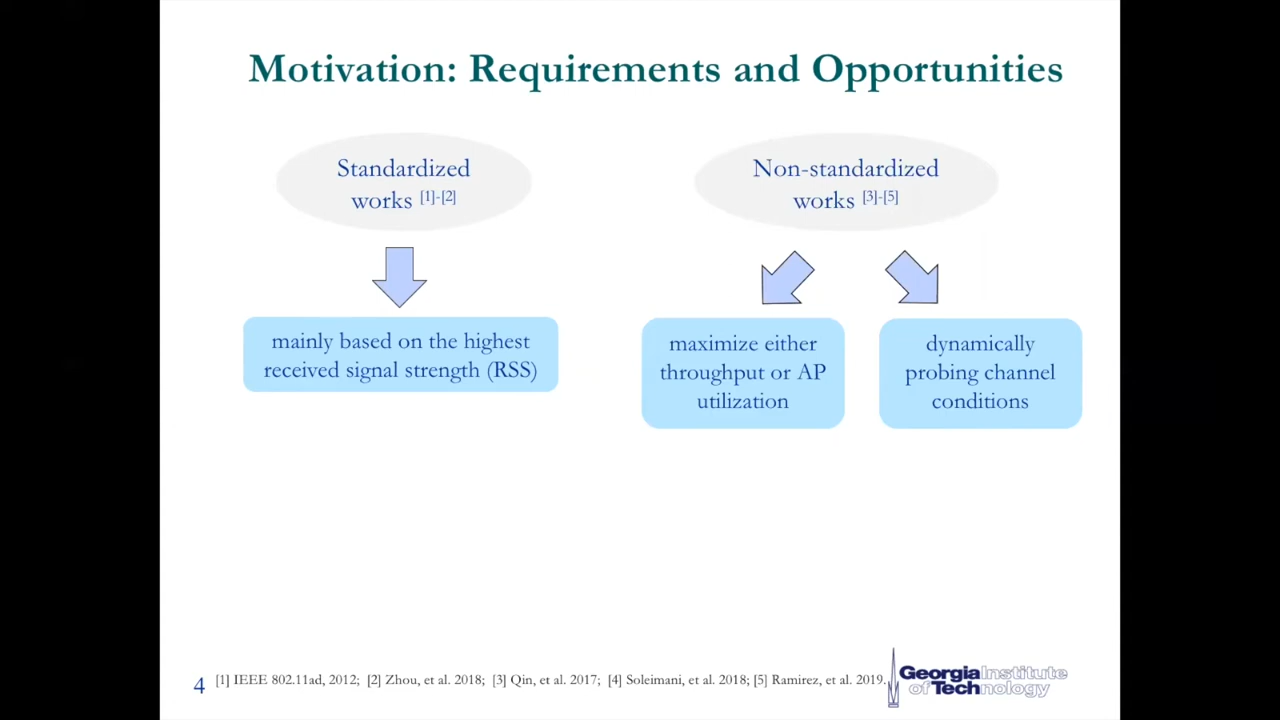 Motivation: Requirements and Opportunities
Standardized
works [1]-[2]
Non-standardized
works [3]-[5]
mainly based on the highest
received signal strength (RSS)
maximize either
throughput or AP
utilization
dynamically
probing channel
conditions
4
[1] IEEE 802.11ad, 2012; [2] Zhou, et al. 2018; [3] Qin, et al. 2017; [4] Soleimani, et al. 2018; [5] Ramirez, et al. 2019.
Georgia Institute
of Technology